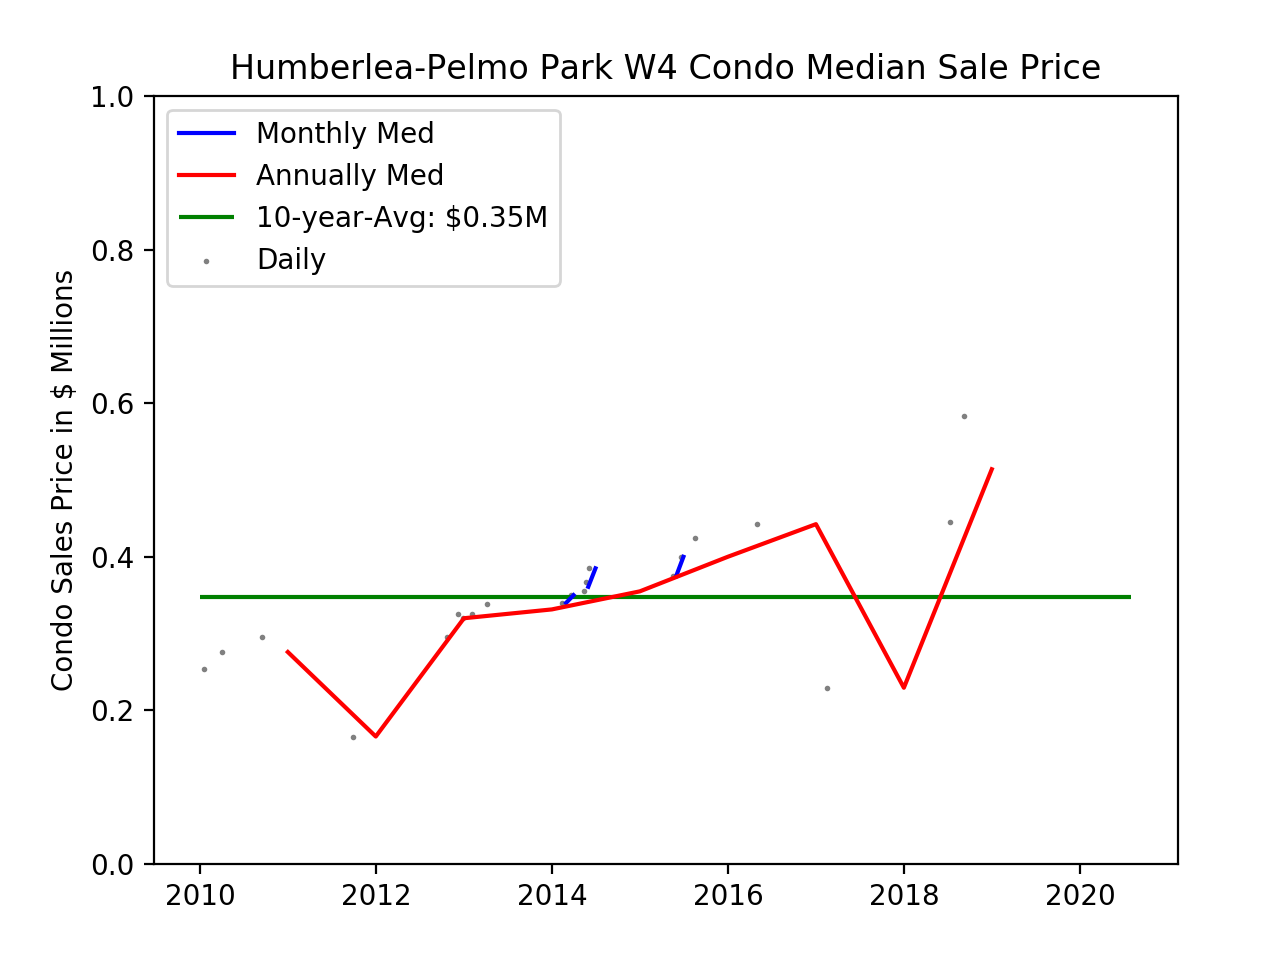 Humberlea-Pelmo Park W4 Condo Median Sale Price
Monthly Med
Annually Med
10-year-Avg: $0.35M
Daily
Condo Sales Price in $ Millions
1.0
0.8
0.6
0.4
0.2
0.0
2010
2012
2014
2016
2018
2020